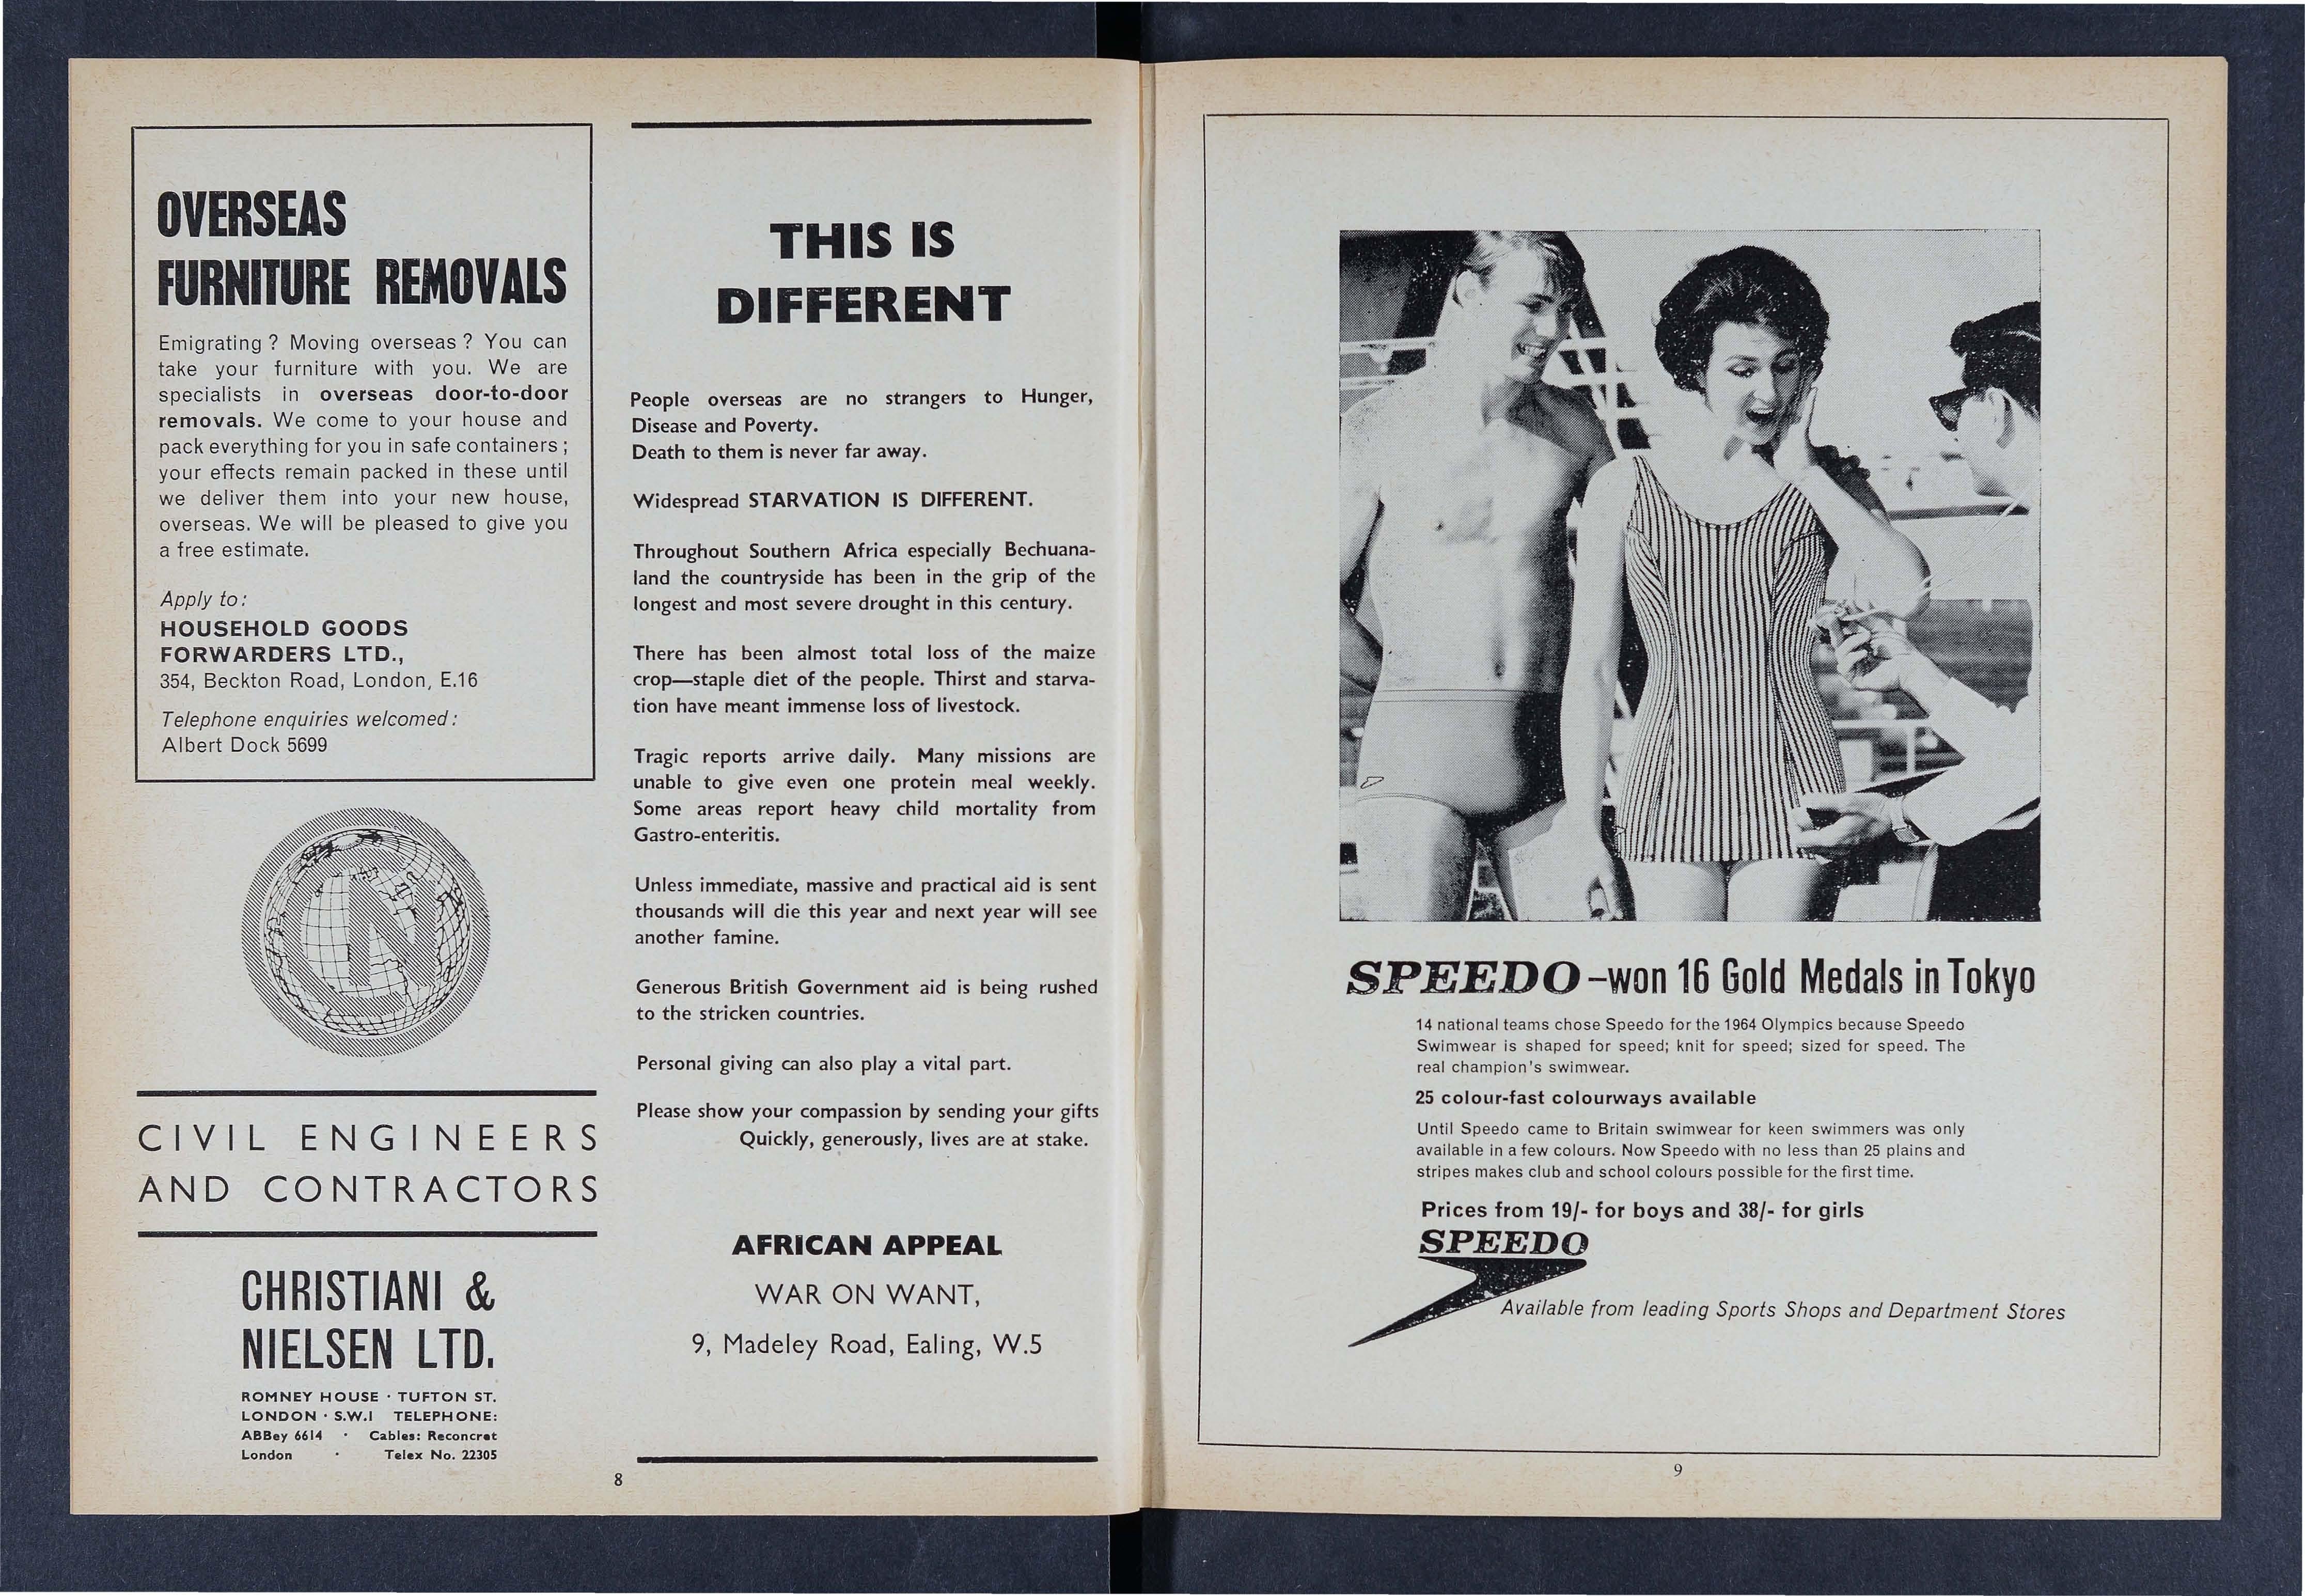 OVERSEAS
FURNITURE REMOVALS
Emigrating ? Moving overseas ? You can
take your furniture with you. We are
specialists in overseas door-to-door
removals. We come to your house and
pack everything for you in safe containers ;
your effects remain packed in these until
we deliver them into your new house,
overseas. We will be pleased to give you
a free estimate.
Apply to:
HOUSEHOLD GOODS
FORWARDERS LTD.,
354, Beckton Road, London, E.16
Telephone enquiries welcomed :
Albert Dock 5699
CN
CIVIL ENGINEERS
AND CONTRACTORS
CHRISTIANI &
NIELSEN LTD.
ROMNEY HOUSE · TUFTON ST.
LONDON · S.W.I TELEPHONE:
ABBey 6614 · Cables: Reconcret
London · Telex No. 22305
THIS IS
DIFFERENT
People overseas are no strangers to Hunger,
Disease and Poverty.
Death to them is never far away.
Widespread STARVATION IS DIFFERENT.
Throughout Southern Africa especially Bechuana-
land the countryside has been in the grip of the
longest and most severe drought in this century.
There has been almost total loss of the maize
crop—staple diet of the people. Thirst and starva-
tion have meant immense loss of livestock.
Tragic reports arrive daily. Many missions are
unable to give even one protein meal weekly.
Some areas report heavy child mortality from
Gastro-enteritis.
Unless immediate, massive and practical aid is sent
thousands will die this year and next year will see
another famine.
Generous British Government aid is being rushed
to the stricken countries.
Personal giving can also play a vital part.
Please show your compassion by sending your gifts
Quickly, generously, lives are at stake.
AFRICAN APPEAL
WAR ON WANT,
9, Madeley Road, Ealing, W.5
8
SPEEDO –won 16 Gold Medals in Tokyo
14 national teams chose Speedo for the 1964 Olympics because Speedo
Swimwear is shaped for speed; knit for speed; sized for speed. The
real champion's swimwear.
25 colour-fast colourways available
Until Speedo came to Britain swimwear for keen swimmers was only
available in a few colours. Now Speedo with no less than 25 plains and
stripes makes club and school colours possible for the first time.
Prices from 19/- for boys and 38/- for girls
SPEEDO
Available from leading Sports Shops and Department Stores
9